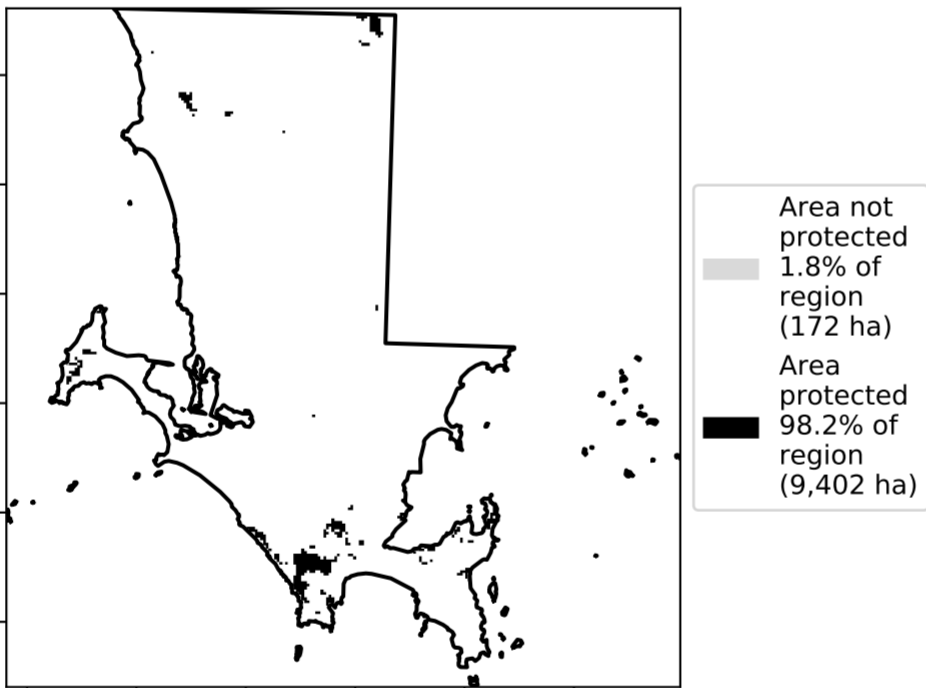 Area not
protected
1.8% of
region
(172 ha)
Area
protected
98.2% of
region
(9,402 ha)